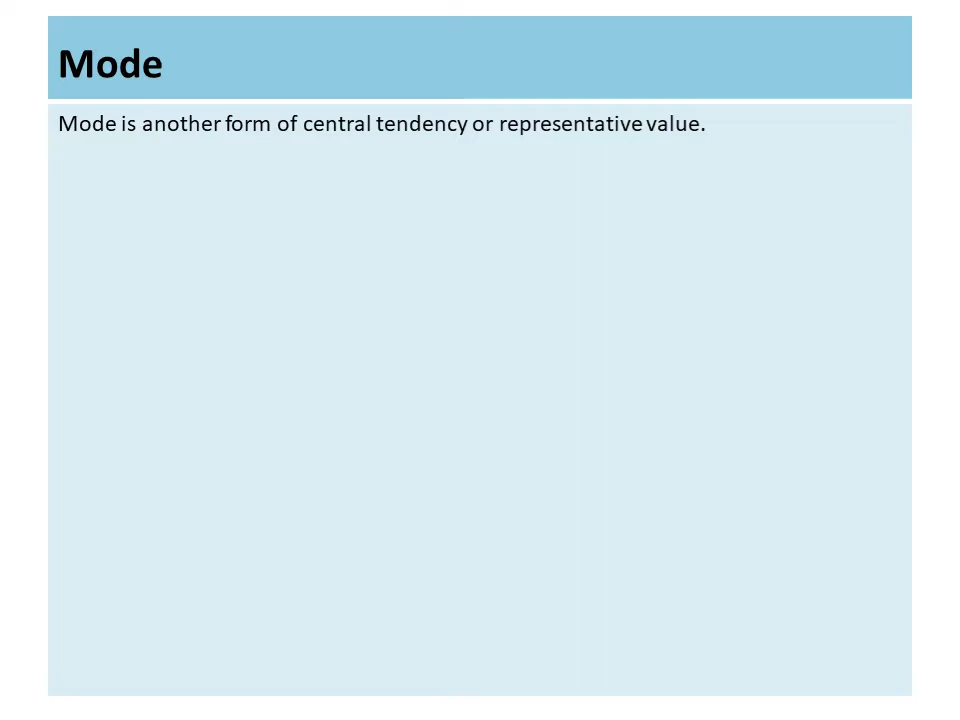 Mode
Mode is another form of central tendency or representative value.